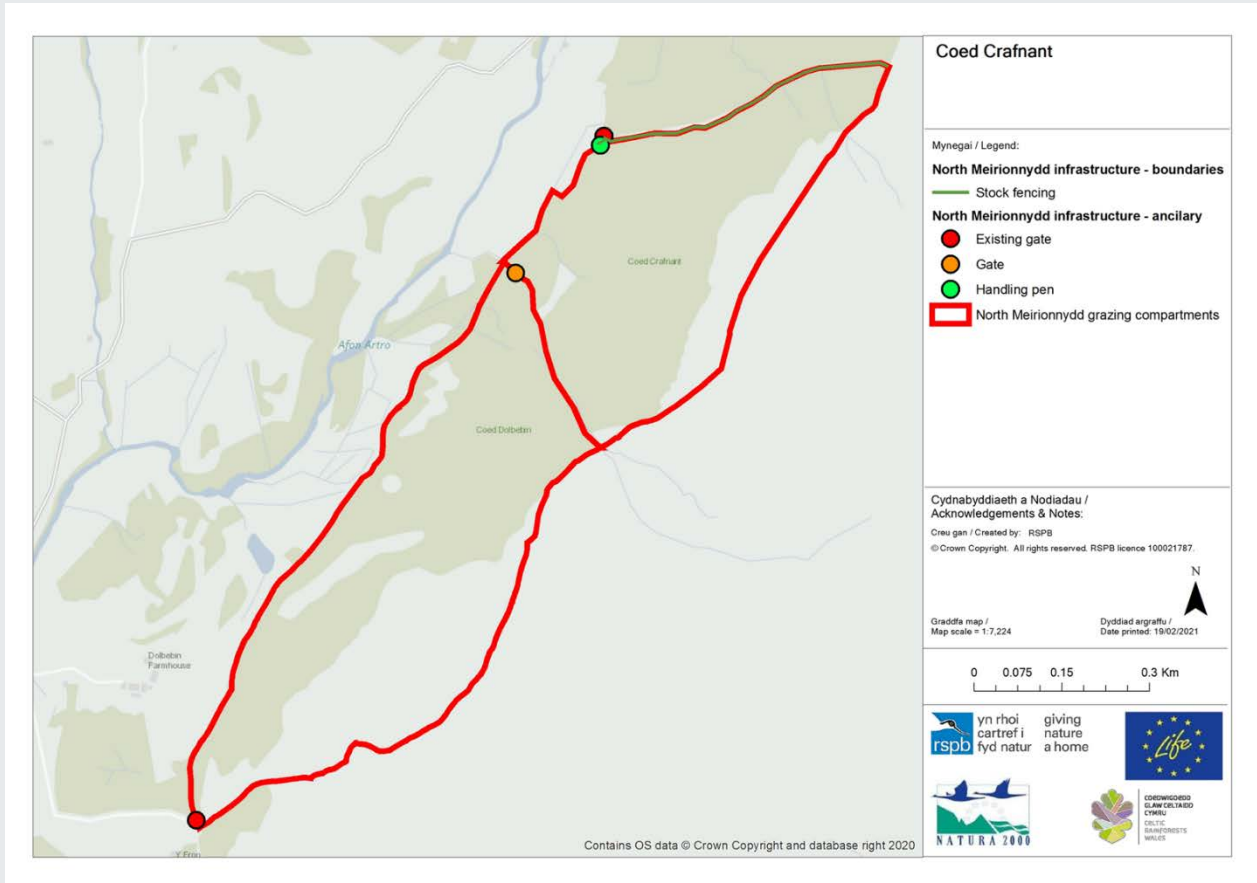 Coed Crafnant
Mynegai / Legend:
North Meirionnydd infrastructure - boundaries
Stock fencing
North Meirionnydd infrastructure - ancilary
Existing gate
Gate
Handling pen
North Meirionnydd grazing compartments
Coed Crafnant
Afon Artro
Coed Dolbebin
Dolbebin
Farmhouse
Contains OS data © Crown Copyright and database right 2020
Cydnabyddiaeth a Nodiadau /
Acknowledgements & Notes:
Creu gan / Created by: RSPB
© Crown Copyright. All rights reserved. RSPB licence 100021787.
N
Graddfa map /
Map scale = 1:7,224
Dyddiad argraffu /
Date printed: 19/02/2021
0 0.075 0.15 0.3 Km
rspb
yn rhoi
cartref i
fyd natur
giving
nature
a home
Life
NATURA 2000
COEDWIGOEDD
GLAW CELTAIDD
CYMRU
CELTIC
RAINFORESTS
WALES